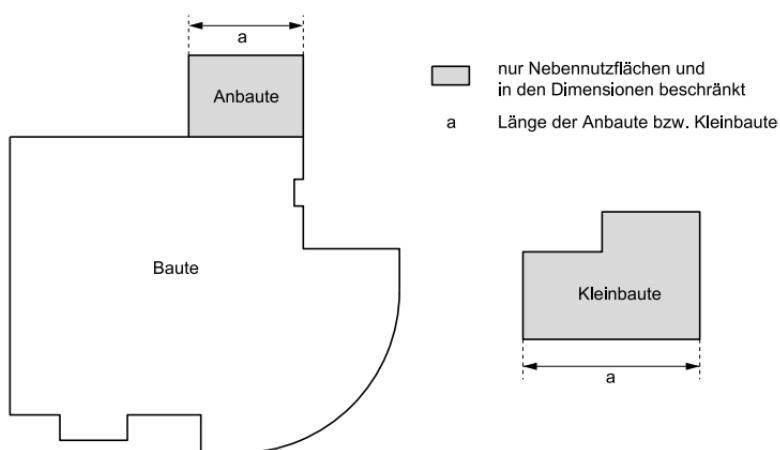 a
Anbaute
nur Nebennutzflächen und
in den Dimensionen beschränkt
a Länge der Anbaute bzw. Kleinbaute
Baute
Kleinbaute
a